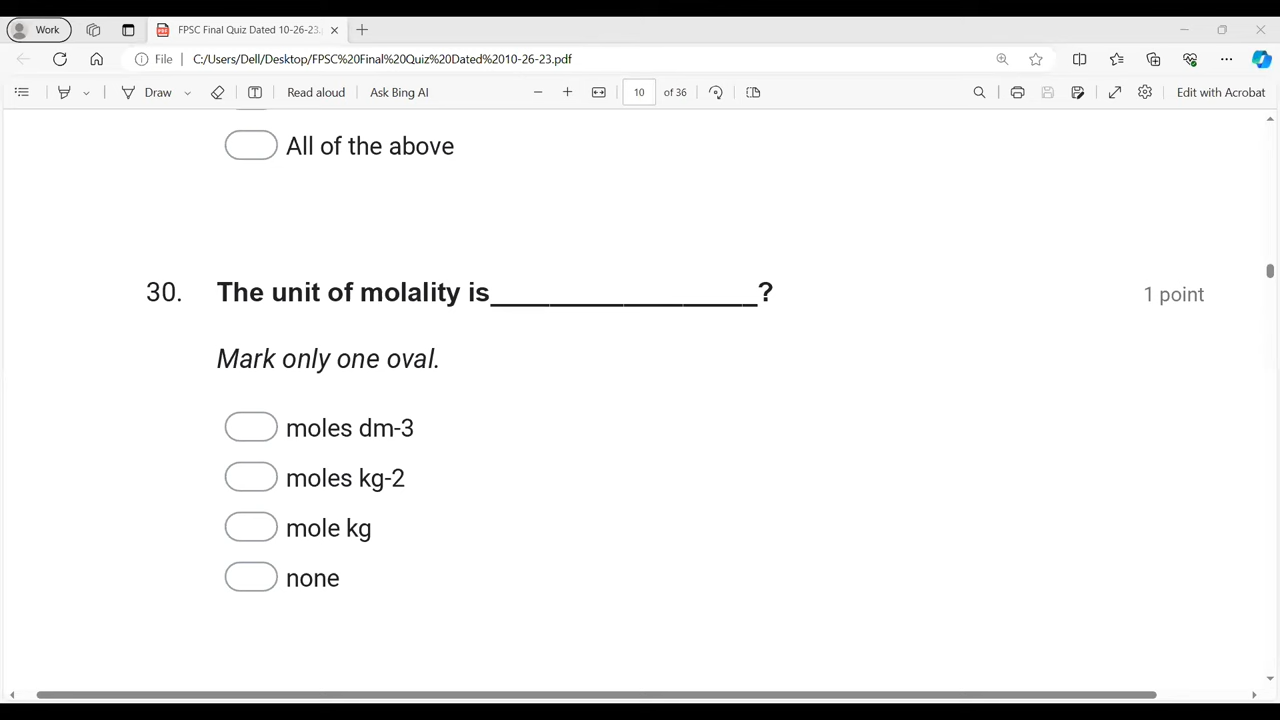 Work
FPSC Final Quiz Dated 10-26-23.
File
C:/Users/Dell/Desktop/FPSC%20Final%20Quiz%20Dated%2010-26-23.pdf
Draw
Read aloud
Ask Bing AI
10
of 36
Edit with Acrobat
All of the above
30. The unit of molality is__________________? 1 point
Mark only one oval.
moles dm-3
moles kg-2
mole kg
none